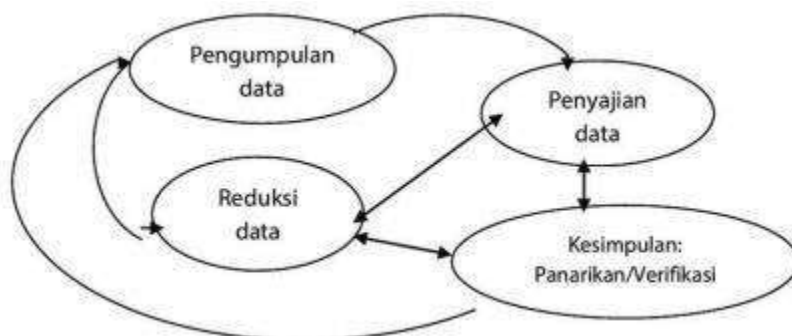 Pengumpulan
data
Penyajian
data
Reduksi
data
Kesimpulan:
Panarikan/Verifikasi